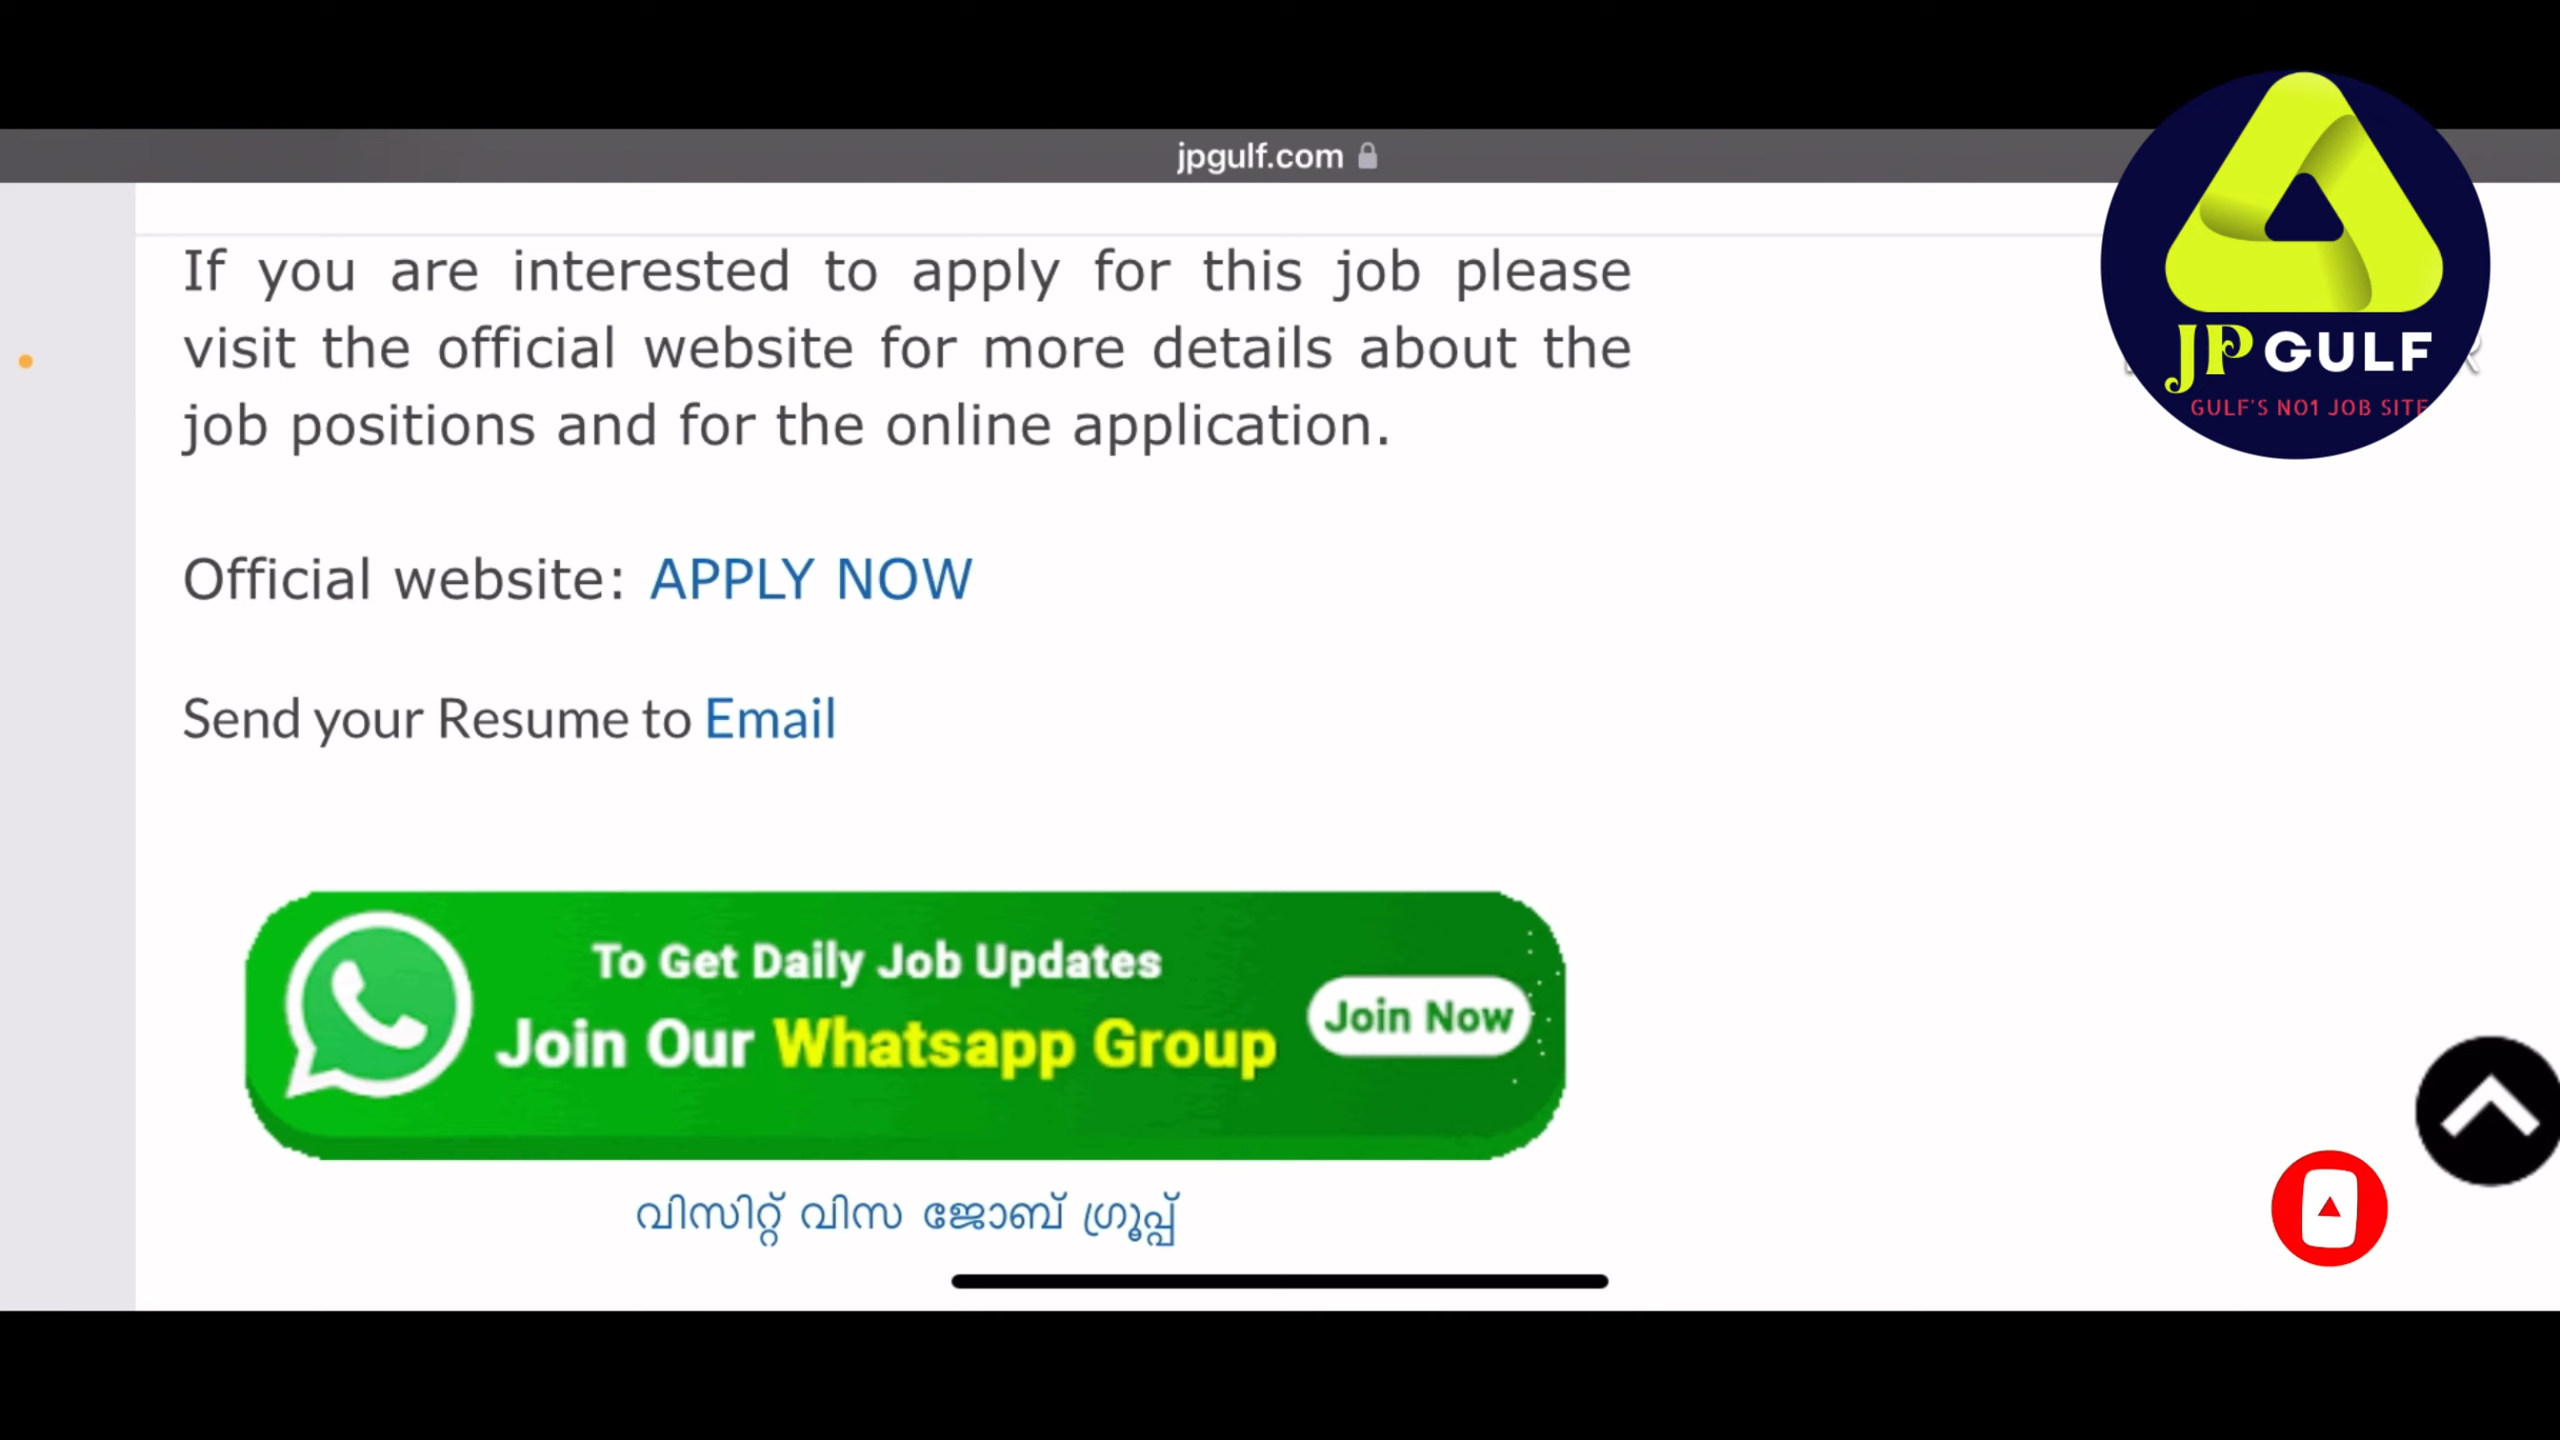 jpgulf.com
JP GULF
GULF'S NO1 JOB SITE
If you are interested to apply for this job please
visit the official website for more details about the
job positions and for the online application.
Official website: APPLY NOW
Send your Resume to Email
To Get Daily Job Updates
Join Our Whatsapp Group
Join Now
വിസിറ്റ് വിസ ജോബ് ഗ്രൂപ്പ്